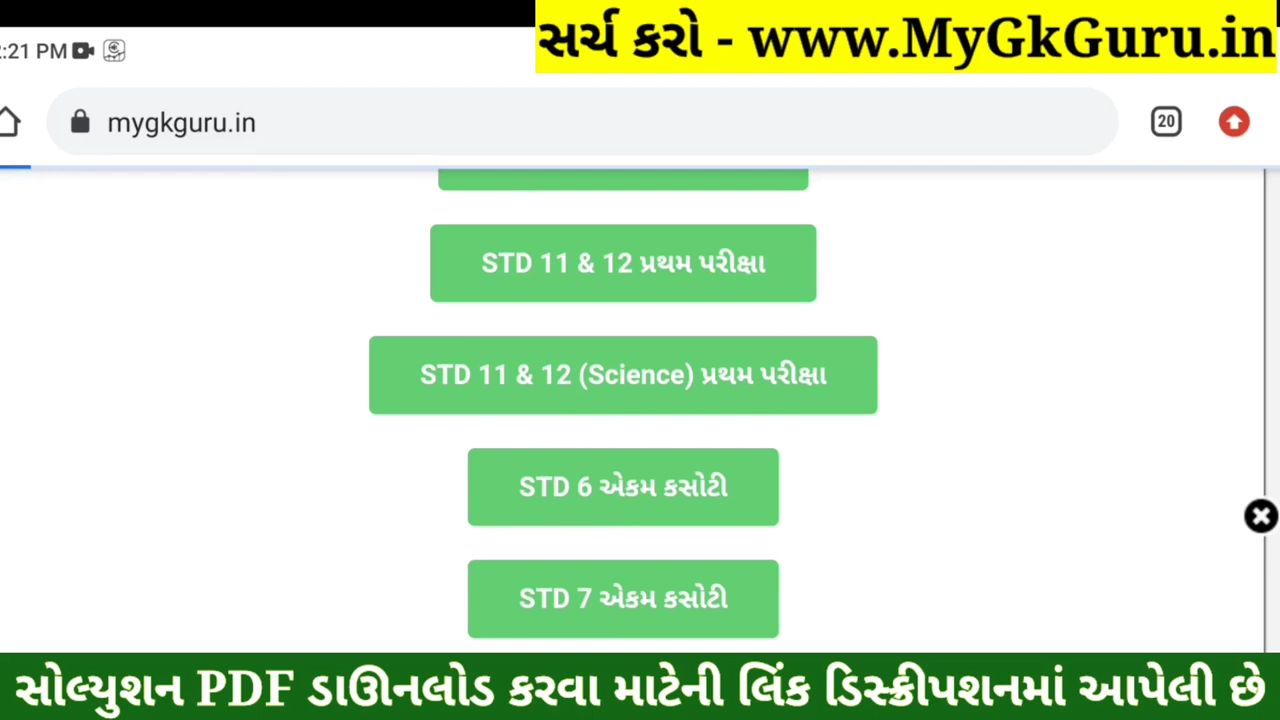 સર્ચ કરો - www.MyGkGuru.in
:21 PM
mygkguru.in
20
STD 11 & 12 પ્રથમ પરીક્ષા
STD 11 & 12 (Science) પ્રથમ પરીક્ષા
STD 6 એકમ કસોટી
STD 7 એકમ કસોટી
સોલ્યુશન PDF ડાઊનલોડ કરવા માટેની લિંક ડિસ્ક્રીપશનમાં આપેલી છે